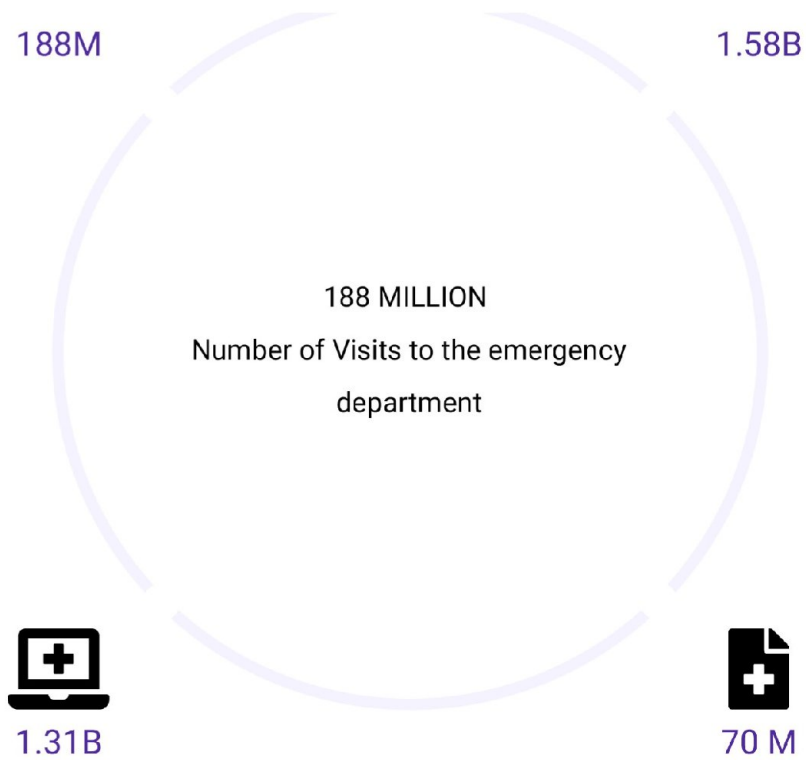 188M
1.58B
188 MILLION
Number of Visits to the emergency
department
1.31B
70 M